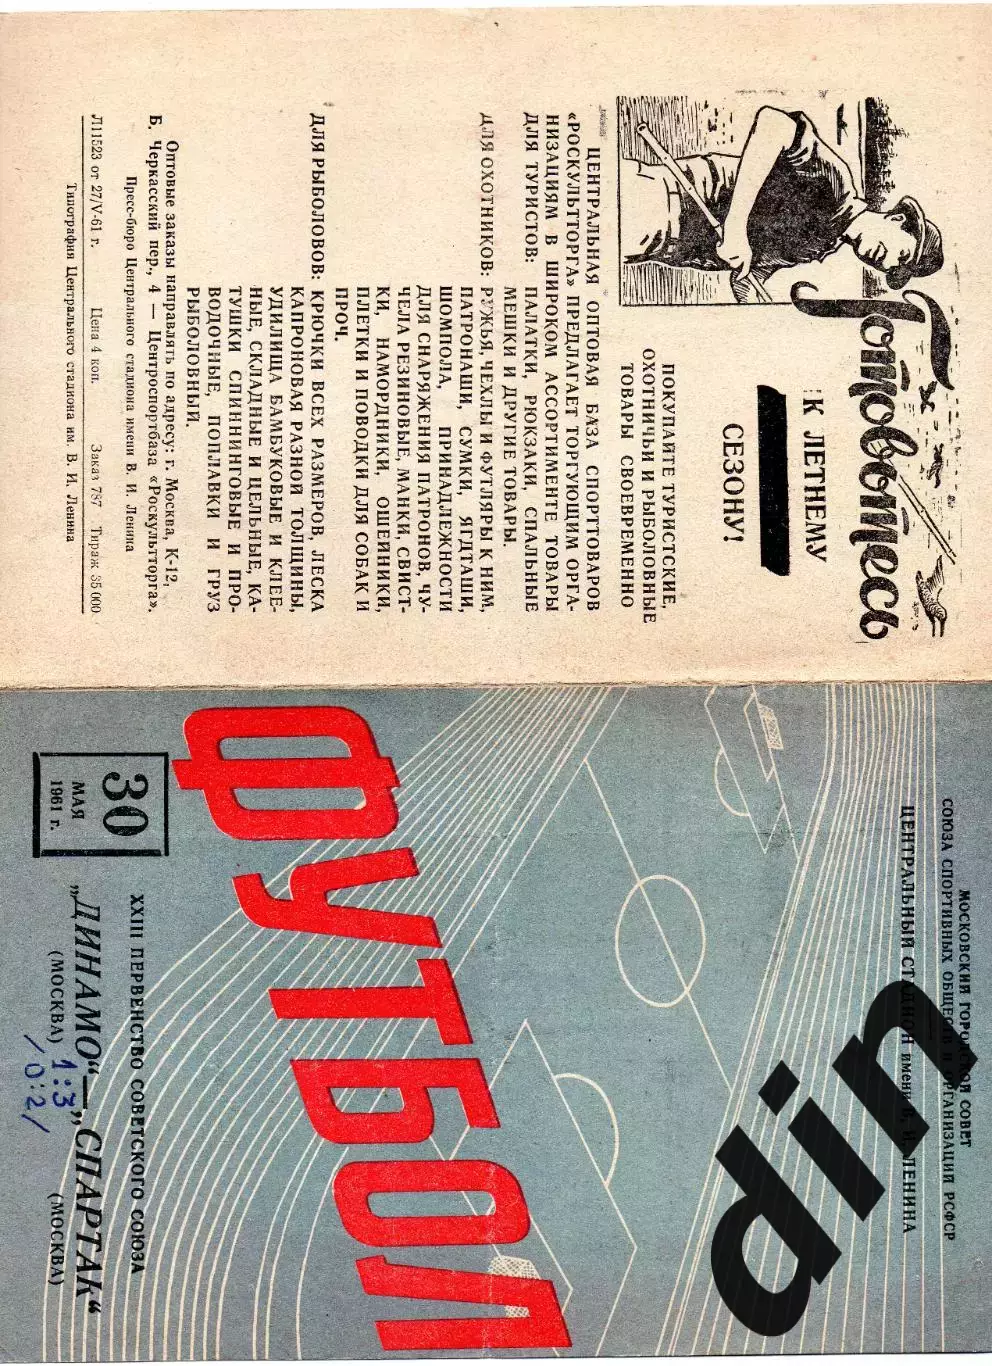 Готовьтесь
К ЛЕТНЕМУ
СЕЗОНУ!
ПОКУПАЙТЕ ТУРИСТСКИЕ,
ОХОТНИЧЬИ И РЫБОЛОВНЫЕ
ТОВАРЫ СВОЕВРЕМЕННО
ЦЕНТРАЛЬНАЯ ОПТОВАЯ БАЗА СПОРТТОВАРОВ
«РОСКУЛЬТТОРГА» ПРЕДЛАГАЕТ ТОРГУЮЩИМ ОРГА-
НИЗАЦИЯМ В ШИРОКОМ АССОРТИМЕНТЕ ТОВАРЫ
ДЛЯ ТУРИСТОВ: ПАЛАТКИ, РЮКЗАКИ, СПАЛЬНЫЕ
МЕШКИ И ДРУГИЕ ТОВАРЫ.
ДЛЯ ОХОТНИКОВ: РУЖЬЯ, ЧЕХЛЫ И ФУТЛЯРЫ К НИМ,
ПАТРОНАШИ, СУМКИ, ЯГДТАШИ,
ШОМПОЛА, ПРИНАДЛЕЖНОСТИ
ДЛЯ СНАРЯЖЕНИЯ ПАТРОНОВ, ЧУ-
ЧЕЛА РЕЗИНОВЫЕ, МАНКИ, СВИСТ-
КИ, НАМОРДНИКИ, ОШЕЙНИКИ,
ПЛЕТКИ И ПОВОДКИ ДЛЯ СОБАК И
ПРОЧ.
ДЛЯ РЫБОЛОВОВ: КРЮЧКИ ВСЕХ РАЗМЕРОВ, ЛЕСКА
КАПРОНОВАЯ РАЗНОЙ ТОЛЩИНЫ,
УДИЛИЩА БАМБУКОВЫЕ И КЛЕЕ-
НЫЕ, СКЛАДНЫЕ И ЦЕЛЬНЫЕ, КА-
ТУШКИ СПИННИНГОВЫЕ И ПРО-
ВОДОЧНЫЕ, ПОПЛАВКИ И ГРУЗ
РЫБОЛОВНЫЙ.
Оптовые заказы направлять по адресу: г. Москва, К-12,
Б. Черкасский пер., 4 — Центроспортбаза «Роскультторга».
Пресс-бюро Центрального стадиона имени В. И. Ленина
Л11523 от 27/V-61 г. Цена 4 коп. Заказ 787 Тираж 35 000
Типография Центрального стадиона им. В. И. Ленина
МОСКОВСКИЙ ГОРОДСКОЙ СОВЕТ
СОЮЗА СПОРТИВНЫХ ОБЩЕСТВ И ОРГАНИЗАЦИЙ РСФСР
ЦЕНТРАЛЬНЫЙ СТАДИОН имени В. И. ЛЕНИНА
din
ФУТБОЛ
30
МАЯ
1961 г.
XXIII ПЕРВЕНСТВО СОВЕТСКОГО СОЮЗА
„ДИНАМО“—„СПАРТАК“
(МОСКВА) 1:3 (МОСКВА)
/0:2/